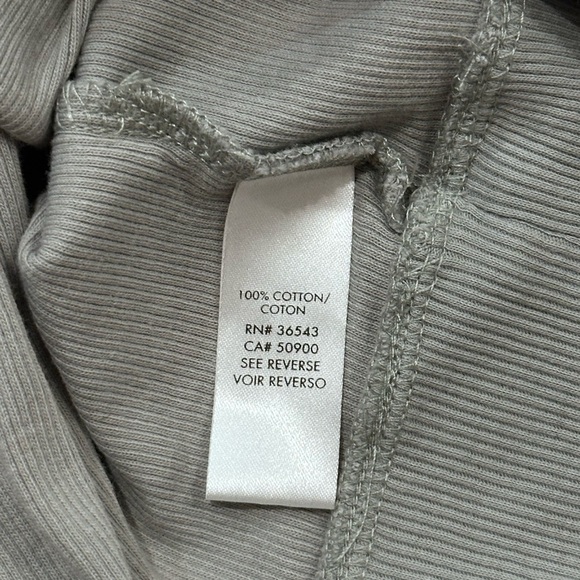 100% COTTON/
COTON
RN# 36543
CA# 50900
SEE REVERSE
VOIR REVERSO